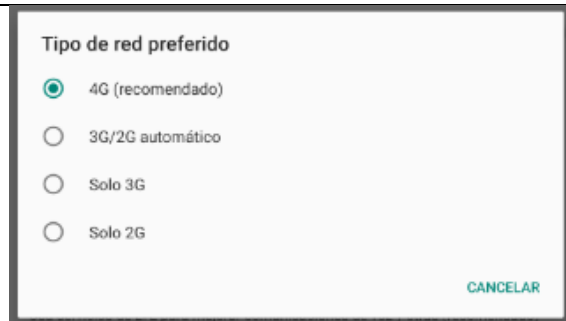 Tipo de red preferido
4G (recomendado)
3G/2G automático
Solo 3G
Solo 2G
CANCELAR